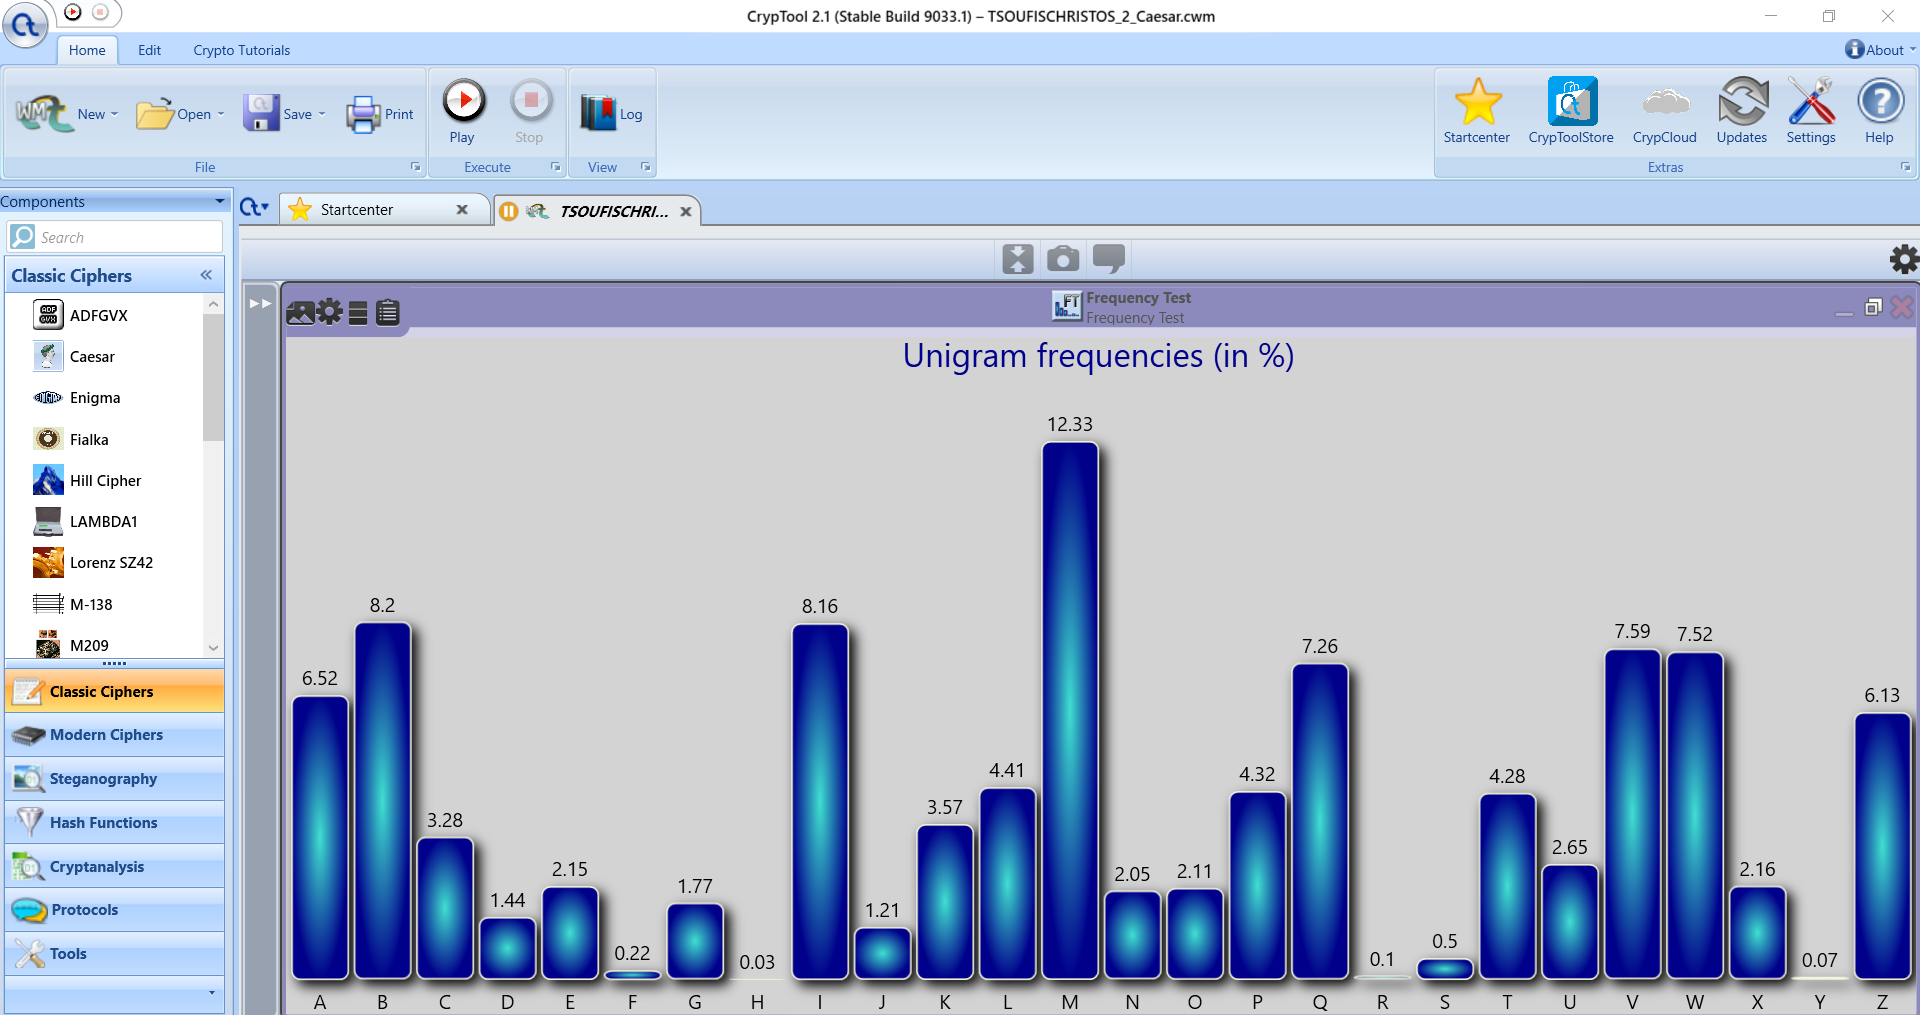 CrypTool 2.1 (Stable Build 9033.1) – TSOUFISCHRISTOS_2_Caesar.cwm
Home Edit Crypto Tutorials About
New Open Save Print Play Stop Log Startcenter CrypToolStore CrypCloud Updates Settings Help
File Execute View Extras
Components
Startcenter TSOUFISCHRI...
Search
Classic Ciphers
ADFGVX
Caesar
Enigma
Fialka
Hill Cipher
LAMBDA1
Lorenz SZ42
M-138
M209
Classic Ciphers
Modern Ciphers
Steganography
Hash Functions
Cryptanalysis
Protocols
Tools
FT
Frequency Test
Frequency Test
Unigram frequencies (in %)
6.52 8.2 3.28 1.44 2.15 0.22 1.77 0.03 8.16 1.21 3.57 4.41 12.33 2.05 2.11 4.32 7.26 0.1 0.5 4.28 2.65 7.59 7.52 2.16 0.07 6.13
A B C D E F G H I J K L M N O P Q R S T U V W X Y Z